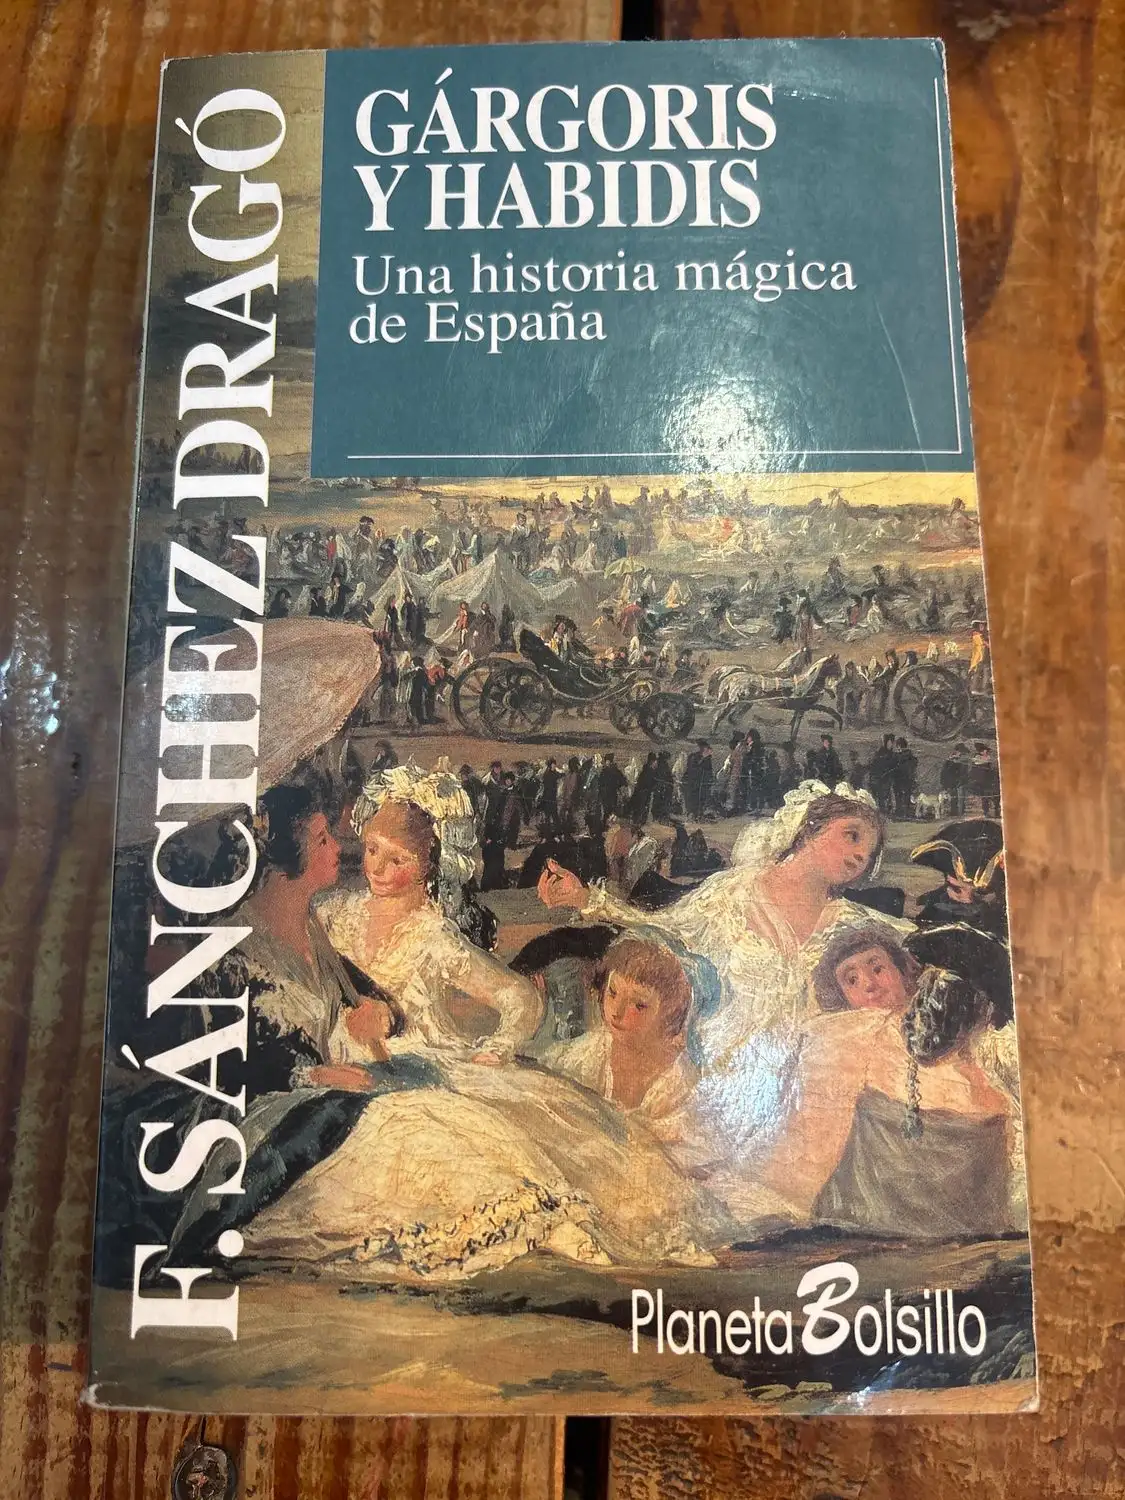 F. SÁNCHEZ DRAGÓ
GÁRGORIS
Y HABIDIS
Una historia mágica
de España
Planeta Bolsillo